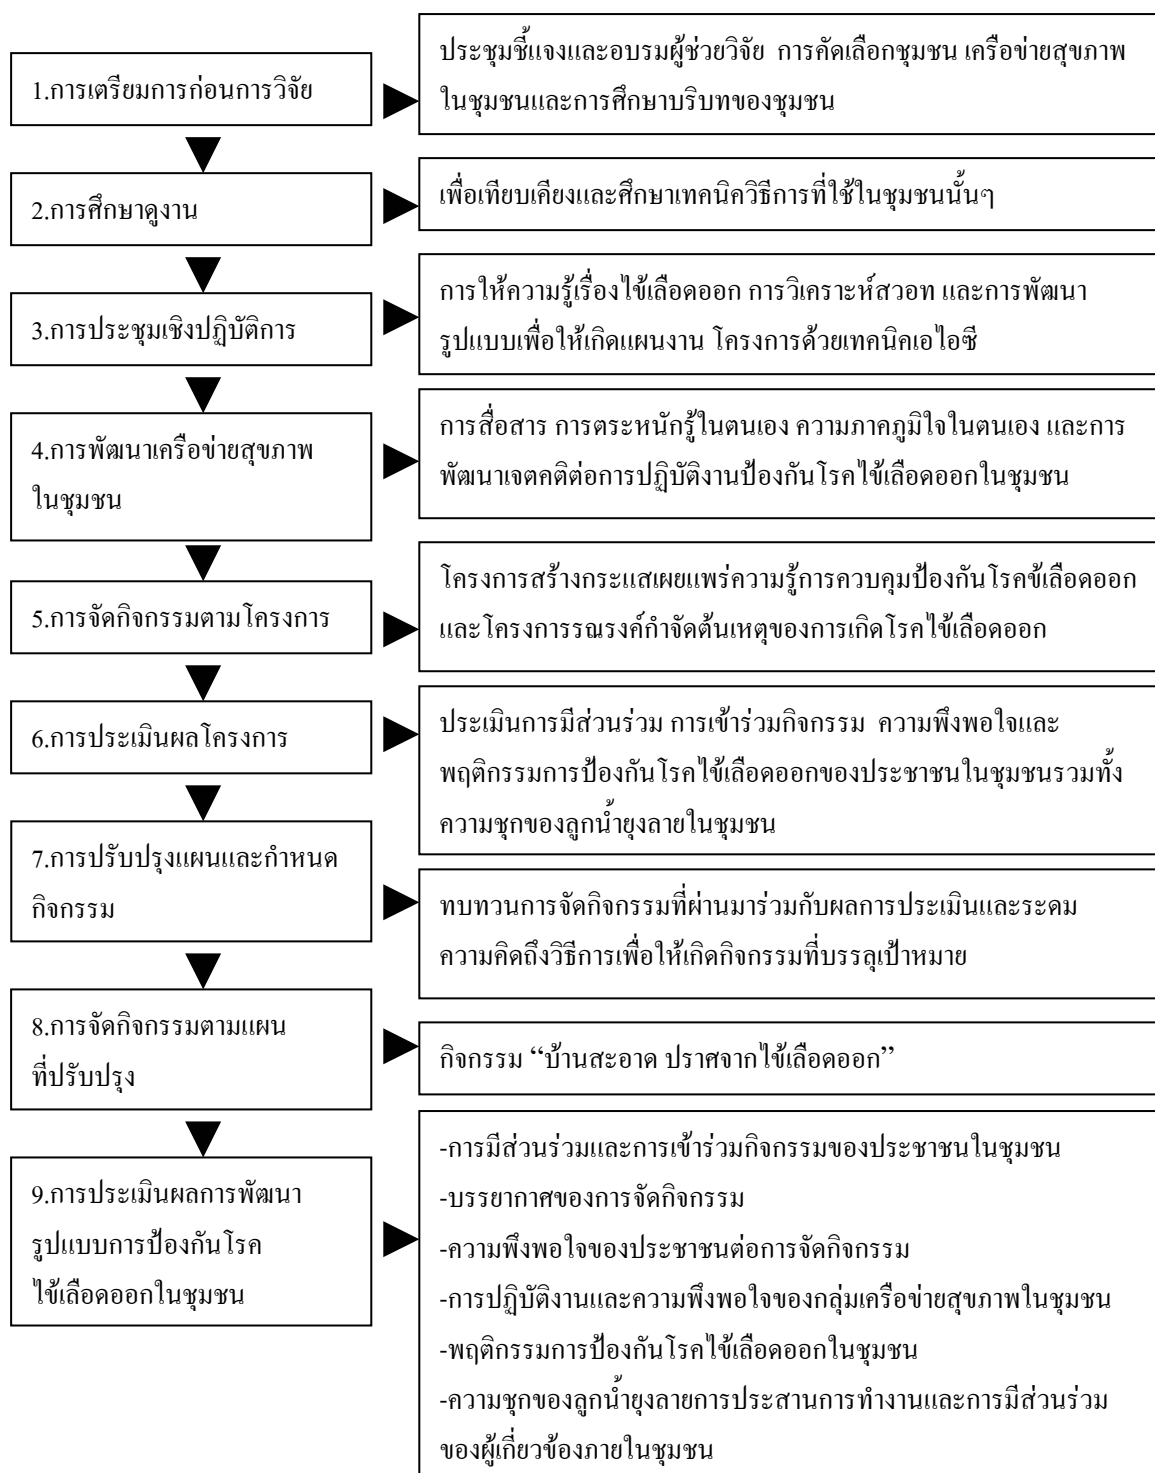 1.การเตรียมการก่อนการวิจัย
ประชุมชี้แจงและอบรมผู้ช่วยวิจัย การคัดเลือกชุมชน เครือข่ายสุขภาพ
ในชุมชนและการศึกษาบริบทของชุมชน
2.การศึกษาดูงาน
เพื่อเทียบเคียงและศึกษาเทคนิควิธีการที่ใช้ในชุมชนนั้นๆ
3.การประชุมเชิงปฏิบัติการ
การให้ความรู้เรื่องไข้เลือดออก การวิเคราะห์สวอท และการพัฒนา
รูปแบบเพื่อให้เกิดแผนงาน โครงการด้วยเทคนิคเอไอซี
4.การพัฒนาเครือข่ายสุขภาพ
ในชุมชน
การสื่อสาร การตระหนักรู้ในตนเอง ความภาคภูมิใจในตนเอง และการ
พัฒนาเจตคติต่อการปฏิบัติงานป้องกันโรคไข้เลือดออกในชุมชน
5.การจัดกิจกรรมตามโครงการ
โครงการสร้างกระแสเผยแพร่ความรู้การควบคุมป้องกันโรคข้เลือดออก
และโครงการรณรงค์กำจัดต้นเหตุของการเกิดโรคไข้เลือดออก
6.การประเมินผลโครงการ
ประเมินการมีส่วนร่วม การเข้าร่วมกิจกรรม ความพึงพอใจและ
พฤติกรรมการป้องกันโรคไข้เลือดออกของประชาชนในชุมชนรวมทั้ง
ความชุกของลูกน้ำยุงลายในชุมชน
7.การปรับปรุงแผนและกำหนด
กิจกรรม
ทบทวนการจัดกิจกรรมที่ผ่านมาร่วมกับผลการประเมินและระดม
ความคิดถึงวิธีการเพื่อให้เกิดกิจกรรมที่บรรลุเป้าหมาย
8.การจัดกิจกรรมตามแผน
ที่ปรับปรุง
กิจกรรม “บ้านสะอาด ปราศจากไข้เลือดออก”
9.การประเมินผลการพัฒนา
รูปแบบการป้องกันโรค
ไข้เลือดออกในชุมชน
-การมีส่วนร่วมและการเข้าร่วมกิจกรรมของประชาชนในชุมชน
-บรรยากาศของการจัดกิจกรรม
-ความพึงพอใจของประชาชนต่อการจัดกิจกรรม
-การปฏิบัติงานและความพึงพอใจของกลุ่มเครือข่ายสุขภาพในชุมชน
-พฤติกรรมการป้องกันโรคไข้เลือดออกในชุมชน
-ความชุกของลูกน้ำยุงลายการประสานการทำงานและการมีส่วนร่วม
ของผู้เกี่ยวข้องภายในชุมชน